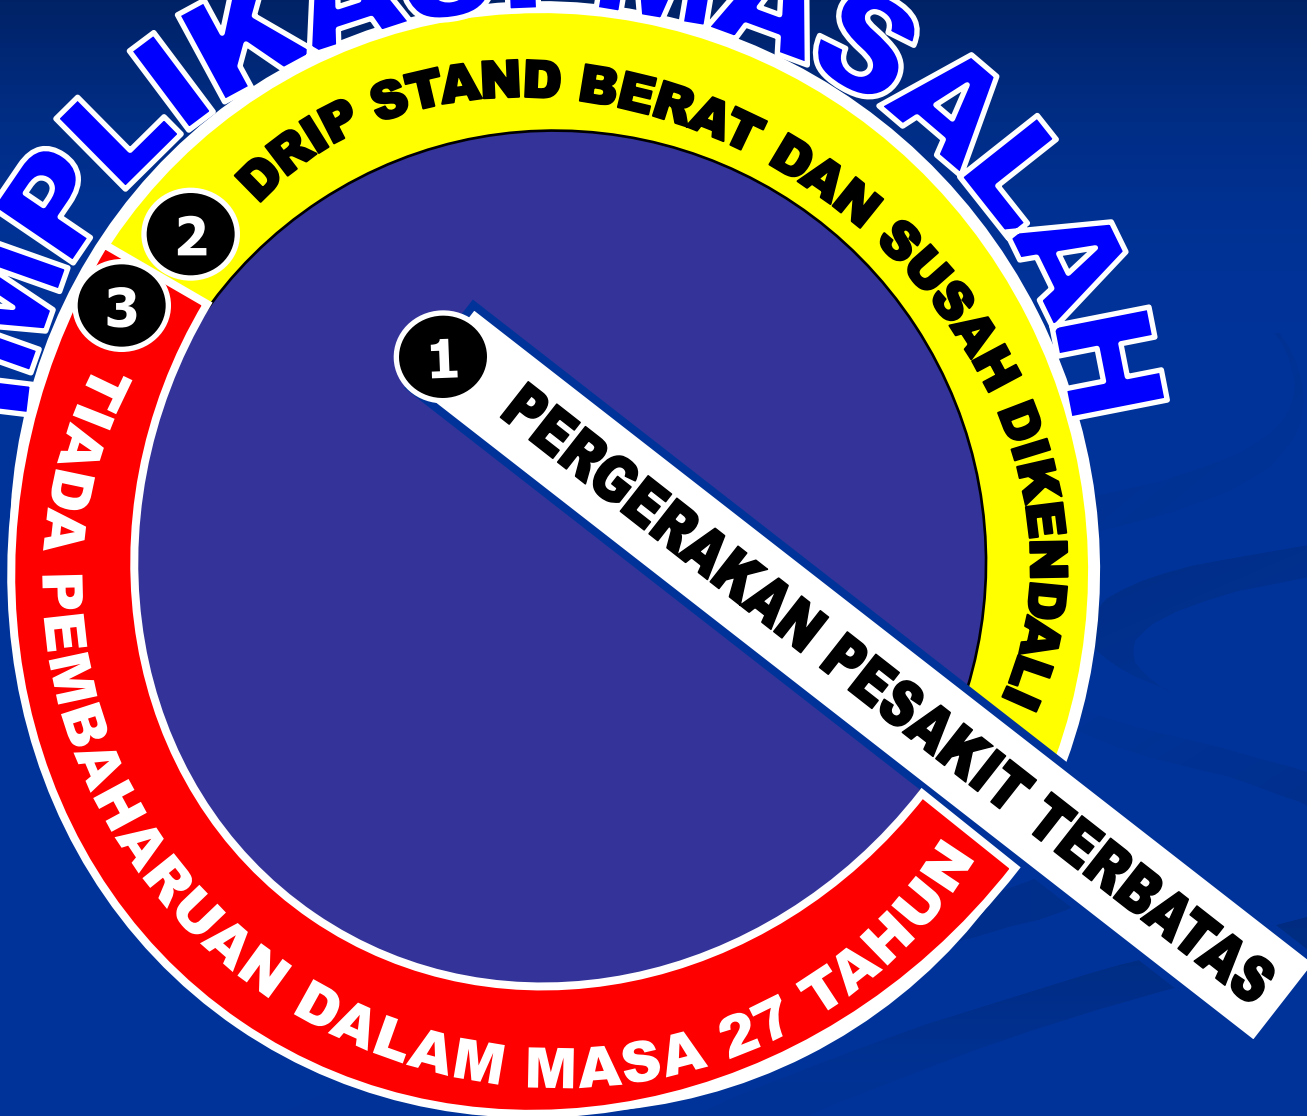 IMPLIKASI MASALAH
1 PERGERAKAN PESAKIT TERBATAS
2 DRIP STAND BERAT DAN SUSAH DIKENDALI
3 TIADA PEMBAHARUAN DALAM MASA 27 TAHUN